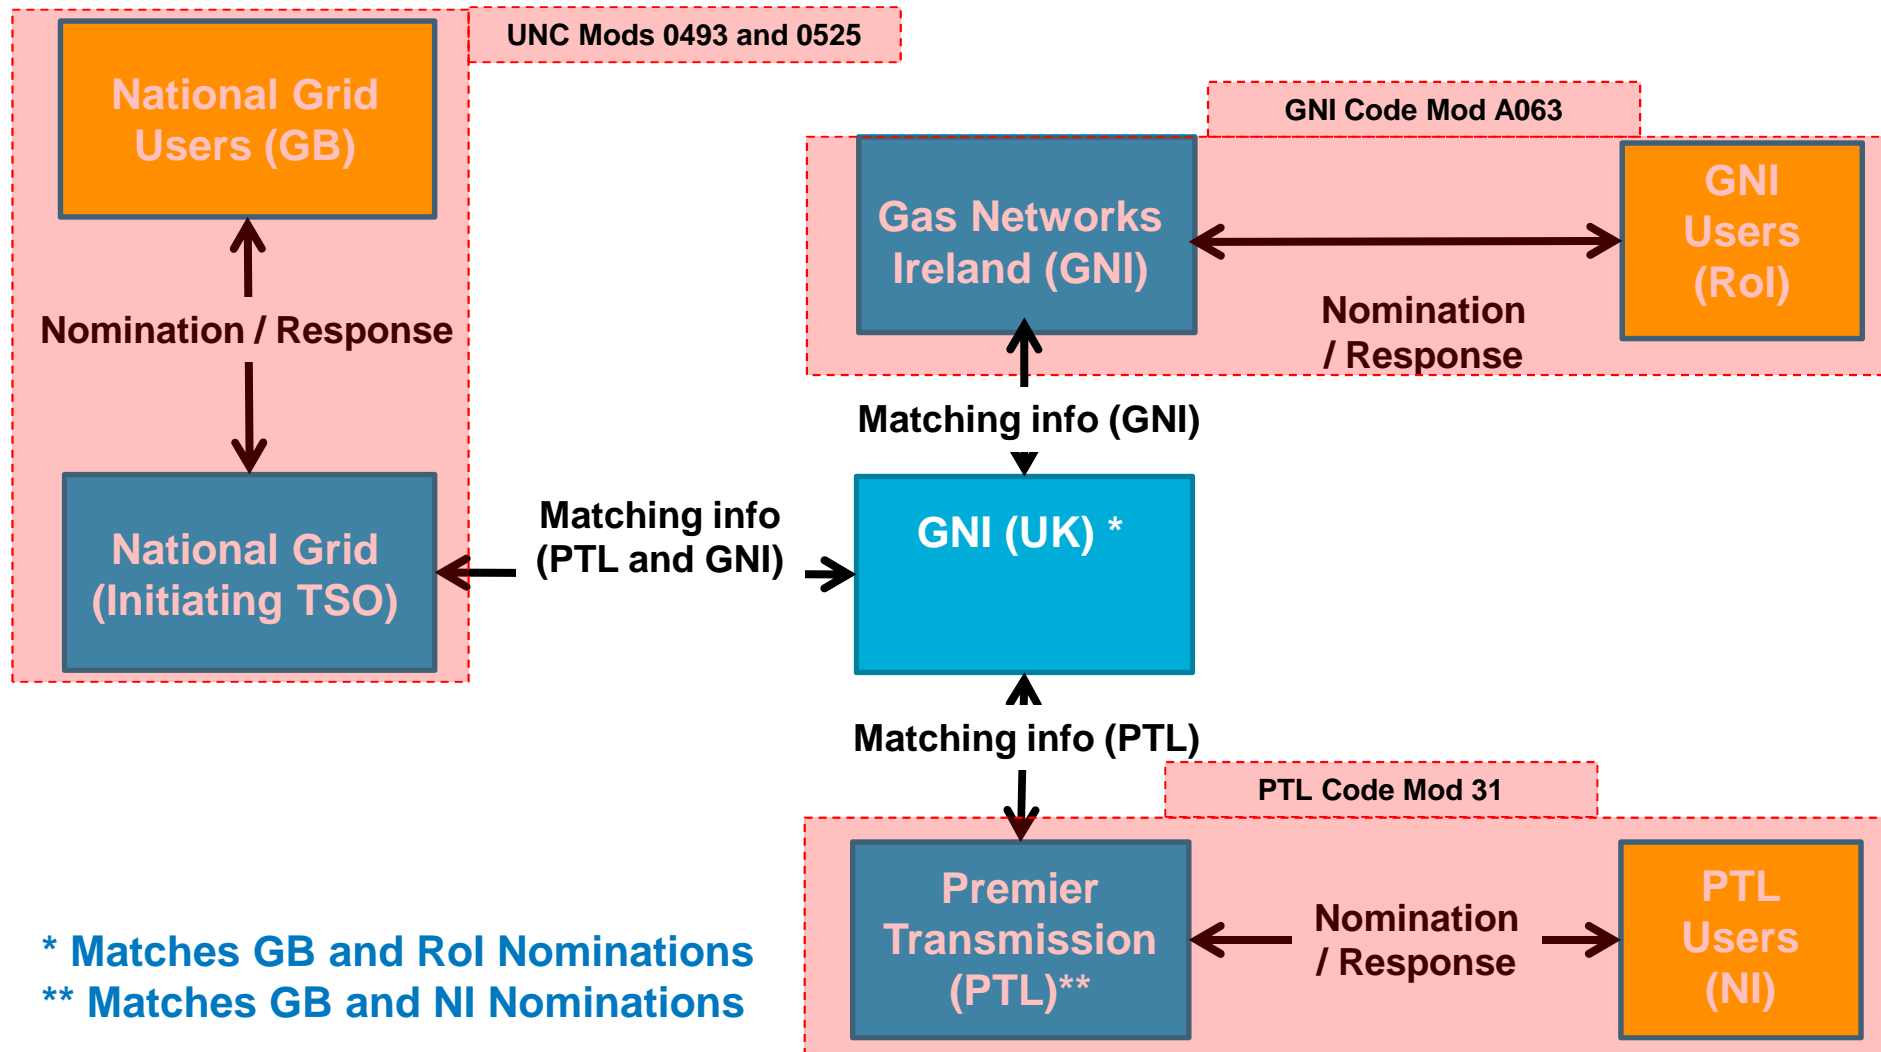 UNC Mods 0493 and 0525
National Grid
Users (GB)
Nomination / Response
National Grid
(Initiating TSO)
Matching info
(PTL and GNI)
GNI Code Mod A063
Gas Networks
Ireland (GNI)
GNI
Users
(RoI)
Nomination
/ Response
Matching info (GNI)
GNI (UK) *
Matching info (PTL)
PTL Code Mod 31
Premier
Transmission
(PTL)**
Nomination
/ Response
PTL
Users
(NI)
* Matches GB and RoI Nominations
** Matches GB and NI Nominations